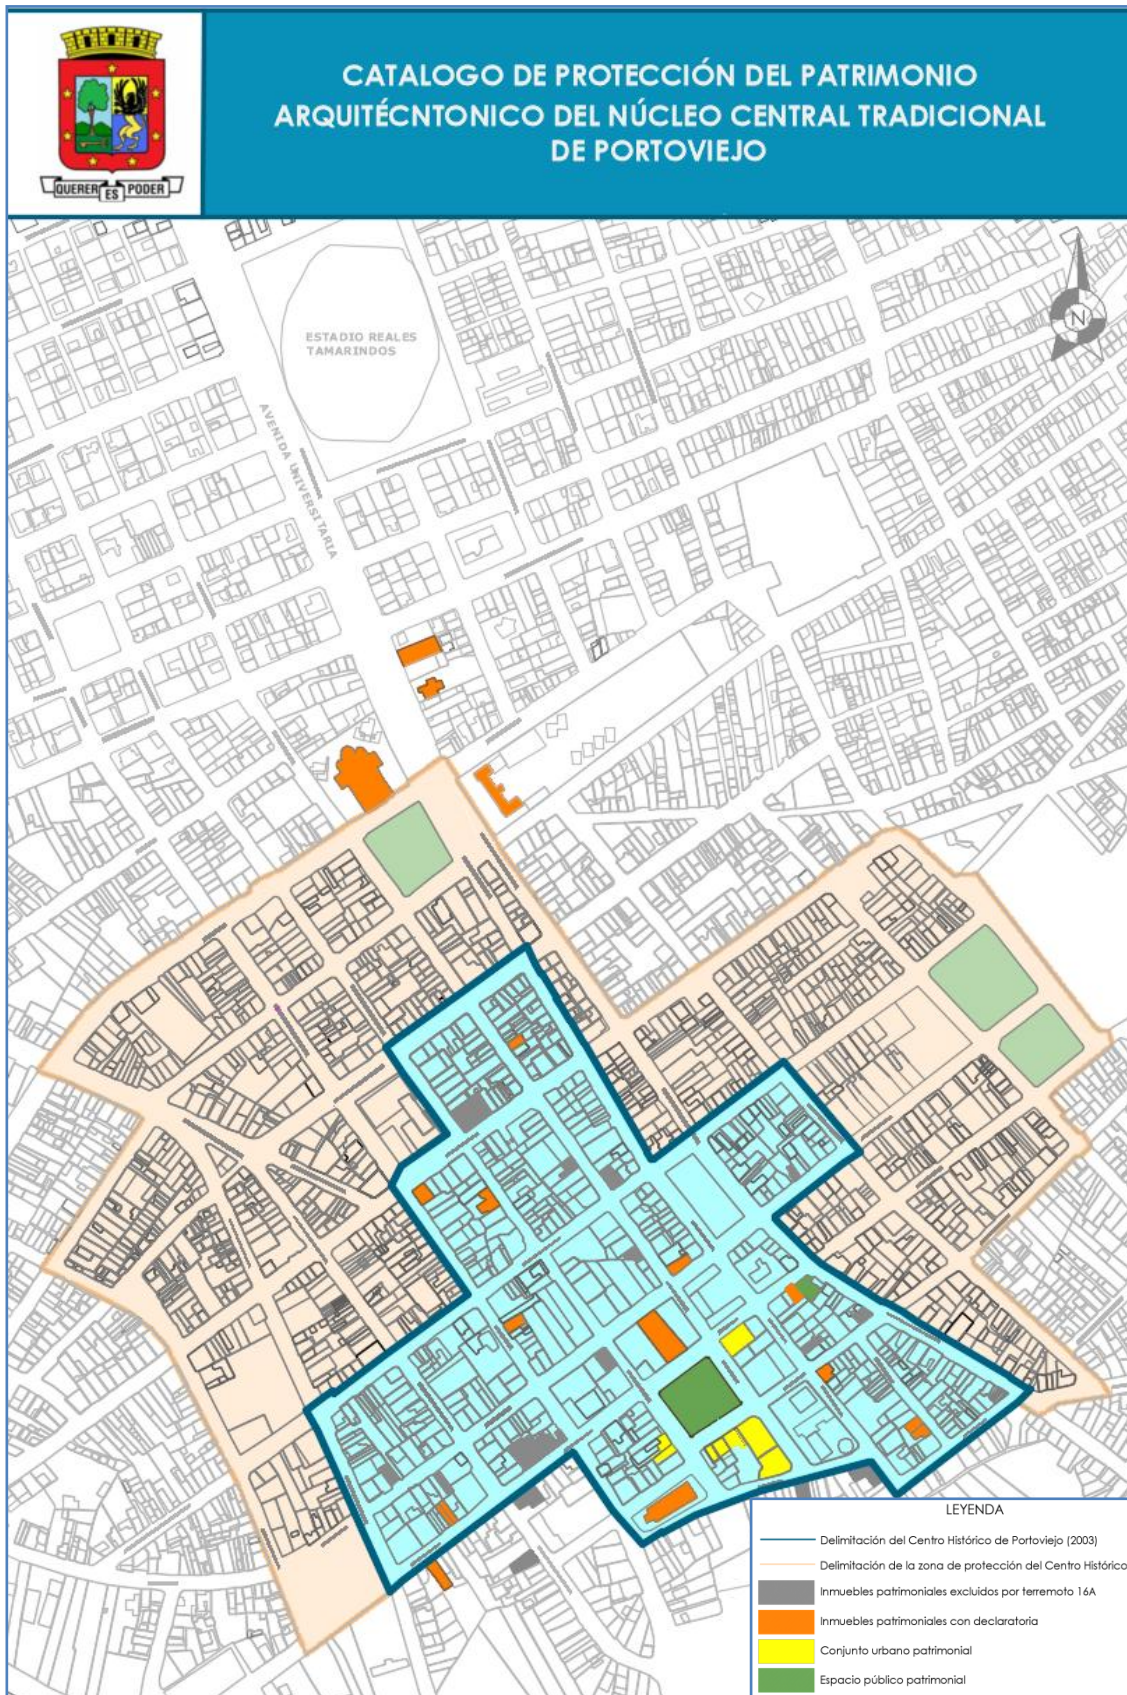 CATALOGO DE PROTECCIÓN DEL PATRIMONIO
ARQUITÉCNTONICO DEL NÚCLEO CENTRAL TRADICIONAL
DE PORTOVIEJO
QUERER ES PODER
ESTADIO REALES
TAMARINDOS
N
AVENIDA UNIVERSITARIA
LEYENDA
Delimitación del Centro Histórico de Portoviejo (2003)
Delimitación de la zona de protección del Centro Histórico
Inmuebles patrimoniales excluidos por terremoto 16A
Inmuebles patrimoniales con declaratoria
Conjunto urbano patrimonial
Espacio público patrimonial